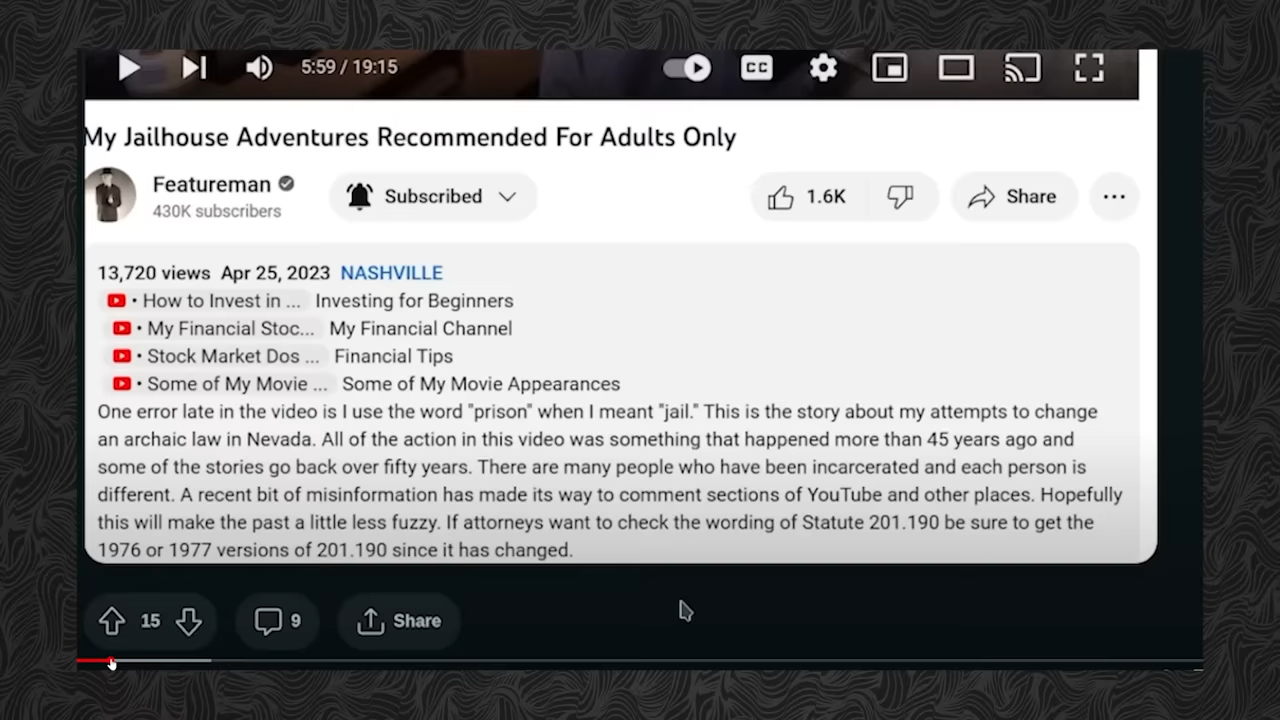 5:59 / 19:15
CC
My Jailhouse Adventures Recommended For Adults Only
Featureman
430K subscribers
Subscribed
1.6K
Share
13,720 views Apr 25, 2023 NASHVILLE
• How to Invest in ... Investing for Beginners
• My Financial Stoc... My Financial Channel
• Stock Market Dos ... Financial Tips
• Some of My Movie ... Some of My Movie Appearances
One error late in the video is I use the word "prison" when I meant "jail." This is the story about my attempts to change
an archaic law in Nevada. All of the action in this video was something that happened more than 45 years ago and
some of the stories go back over fifty years. There are many people who have been incarcerated and each person is
different. A recent bit of misinformation has made its way to comment sections of YouTube and other places. Hopefully
this will make the past a little less fuzzy. If attorneys want to check the wording of Statute 201.190 be sure to get the
1976 or 1977 versions of 201.190 since it has changed.
15
9
Share